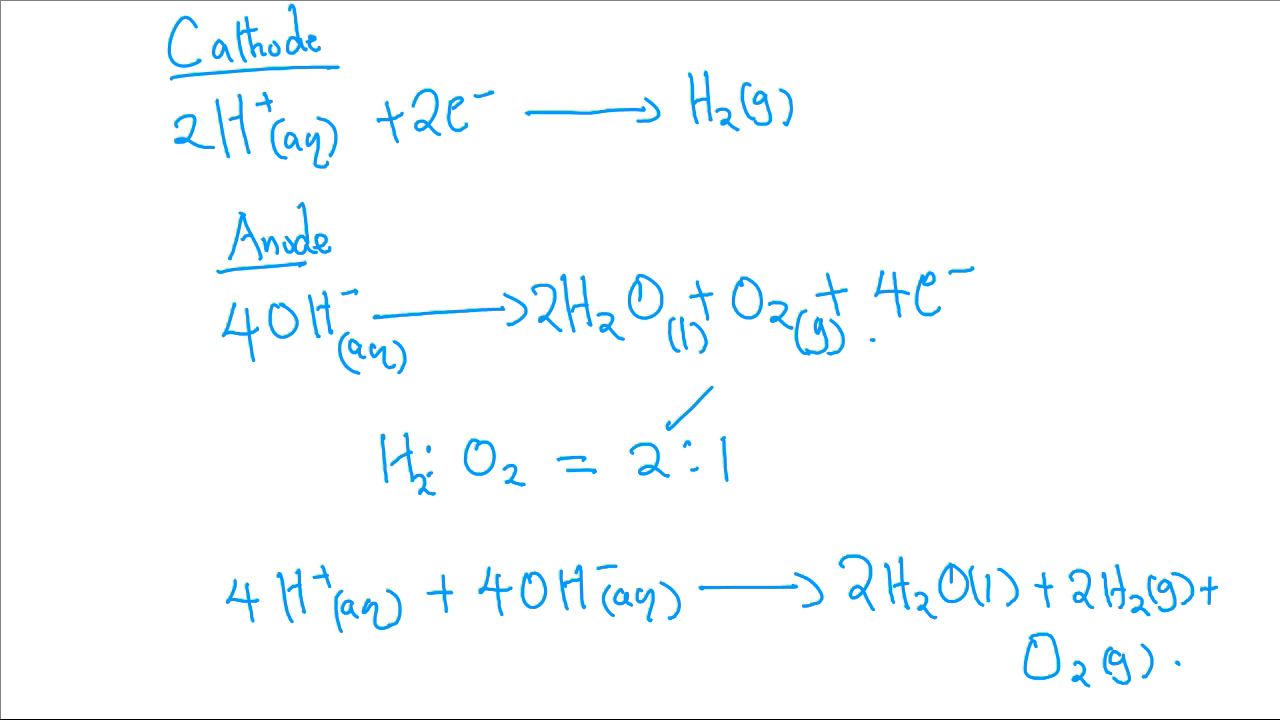 Cathode
2H⁺(aq) +2e⁻ ⟶ H₂(g)
Anode
4OH⁻(aq) ⟶ 2H₂O(l) + O₂(g) + 4e⁻
H₂: O₂ = 2:1
4H⁺(aq) + 4OH⁻(aq) ⟶ 2H₂O(l) + 2H₂(g) +
O₂(g).